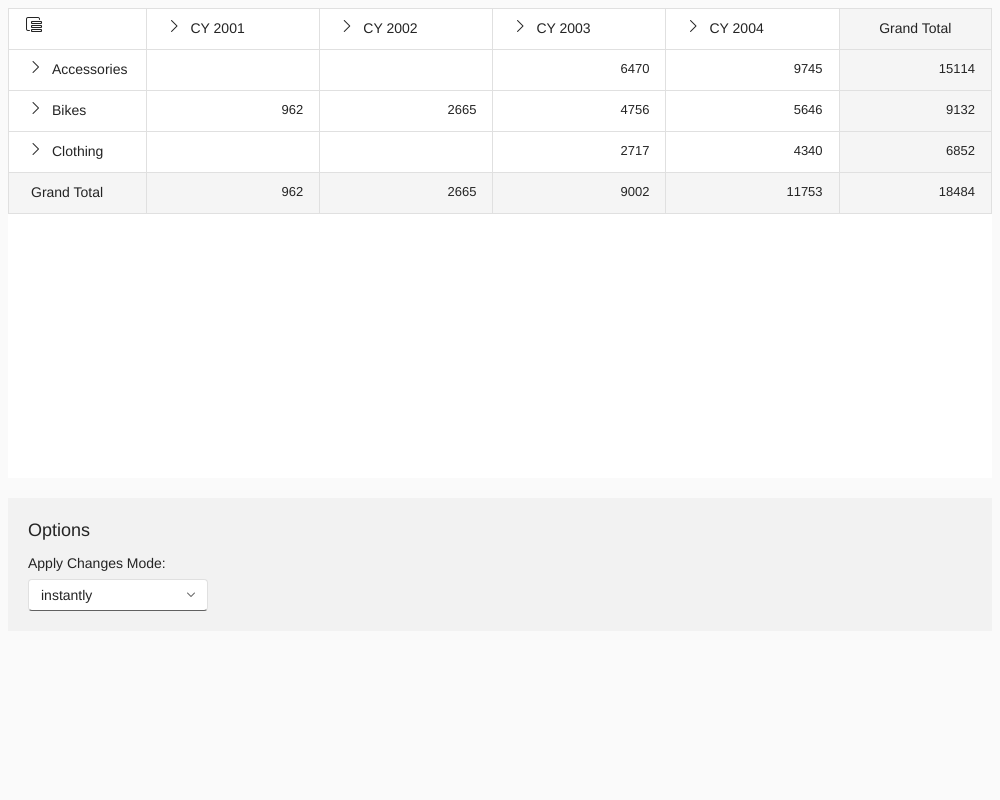 CY 2001 CY 2002 CY 2003 CY 2004 Grand Total
Accessories 6470 9745 15114
Bikes 962 2665 4756 5646 9132
Clothing 2717 4340 6852
Grand Total 962 2665 9002 11753 18484
Options
Apply Changes Mode:
instantly